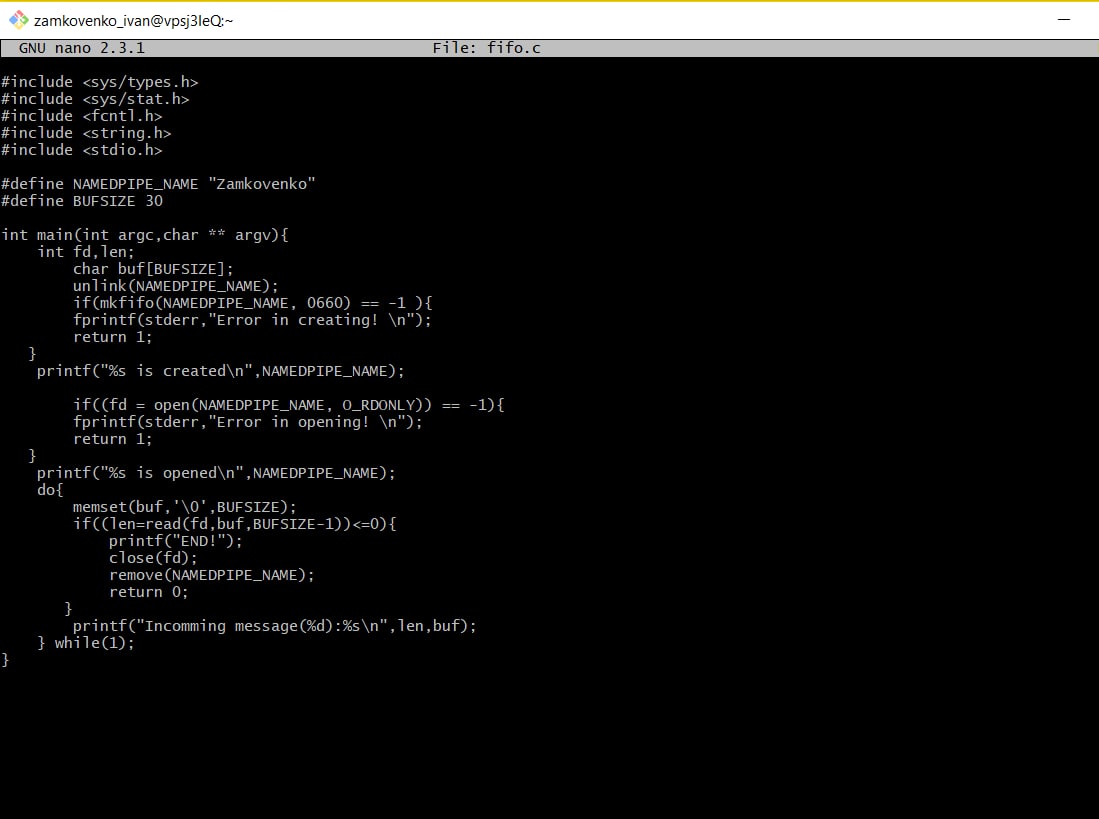 zamkovenko_ivan@vpsj3IeQ:~
GNU nano 2.3.1 File: fifo.c
#include <sys/types.h>
#include <sys/stat.h>
#include <fcntl.h>
#include <string.h>
#include <stdio.h>
#define NAMEDPIPE_NAME "Zamkovenko"
#define BUFSIZE 30
int main(int argc,char ** argv){
    int fd,len;
        char buf[BUFSIZE];
        unlink(NAMEDPIPE_NAME);
        if(mkfifo(NAMEDPIPE_NAME, 0660) == -1 ){
        fprintf(stderr,"Error in creating! \n");
        return 1;
   }
    printf("%s is created\n",NAMEDPIPE_NAME);
        if((fd = open(NAMEDPIPE_NAME, O_RDONLY)) == -1){
        fprintf(stderr,"Error in opening! \n");
        return 1;
   }
    printf("%s is opened\n",NAMEDPIPE_NAME);
    do{
        memset(buf,'\0',BUFSIZE);
        if((len=read(fd,buf,BUFSIZE-1))<=0){
            printf("END!");
            close(fd);
            remove(NAMEDPIPE_NAME);
            return 0;
       }
        printf("Incomming message(%d):%s\n",len,buf);
    } while(1);
}